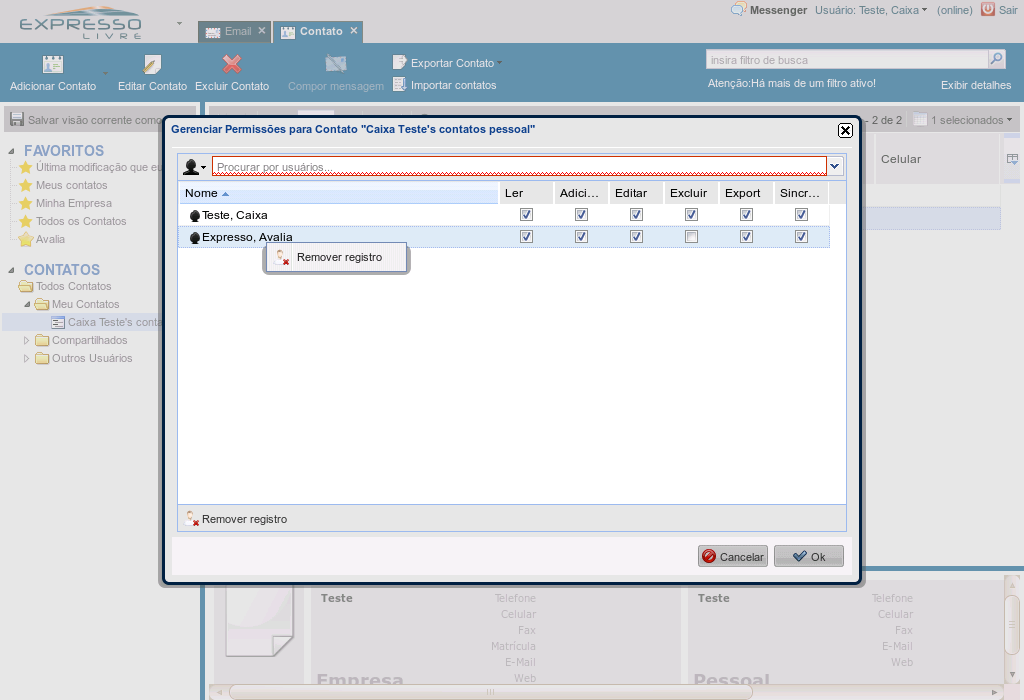 EXPRESSO
LIVRE
Email
Contato
Messenger
Usuário: Teste, Caixa
(online)
Sair
Adicionar Contato
Editar Contato
Excluir Contato
Compor mensagem
Exportar Contato
Importar contatos
insira filtro de busca
Atenção:Há mais de um filtro ativo!
Exibir detalhes
Salvar visão corrente como
- 2 de 2
1 selecionados
FAVORITOS
Última modificação que eu
Meus contatos
Minha Empresa
Todos os Contatos
Avalia
CONTATOS
Todos Contatos
Meu Contatos
Caixa Teste's conta
Compartilhados
Outros Usuários
Celular
Gerenciar Permissões para Contato "Caixa Teste's contatos pessoal"
Procurar por usuários...
Nome Ler Adici... Editar Excluir Export Sincr...
Teste, Caixa
Expresso, Avalia
Remover registro
Remover registro
Cancelar
Ok
Teste
Telefone
Celular
Fax
Matrícula
E-Mail
Web
Empresa
Teste
Telefone
Celular
Fax
E-Mail
Web
Pessoal